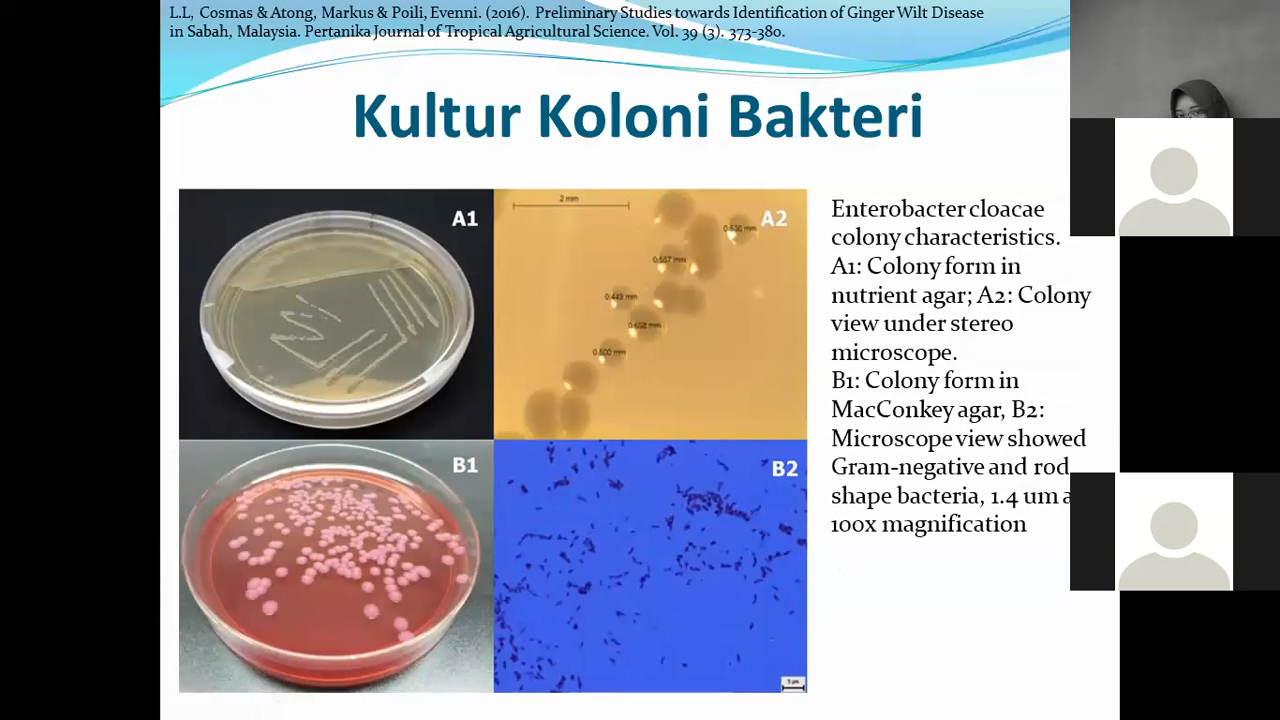 L.L, Cosmas & Atong, Markus & Poili, Evenni. (2016). Preliminary Studies towards Identification of Ginger Wilt Disease
in Sabah, Malaysia. Pertanika Journal of Tropical Agricultural Science. Vol. 39 (3). 373-380.
Kultur Koloni Bakteri
A1
2 mm
A2
0.536 mm
0.557 mm
0.443 mm
0.652 mm
0.500 mm
B1
B2
5 µm
Enterobacter cloacae
colony characteristics.
A1: Colony form in
nutrient agar; A2: Colony
view under stereo
microscope.
B1: Colony form in
MacConkey agar, B2:
Microscope view showed
Gram-negative and rod
shape bacteria, 1.4 um a
100x magnification